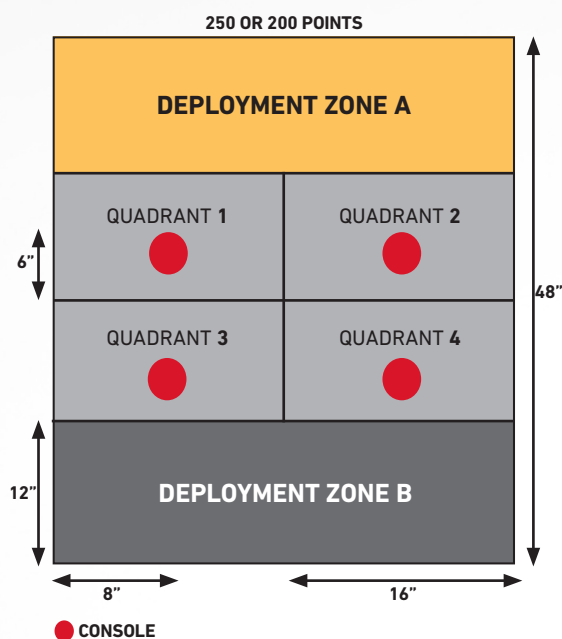 250 OR 200 POINTS
DEPLOYMENT ZONE A
QUADRANT 1
QUADRANT 2
6”
48”
QUADRANT 3
QUADRANT 4
12”
DEPLOYMENT ZONE B
8”
16”
CONSOLE